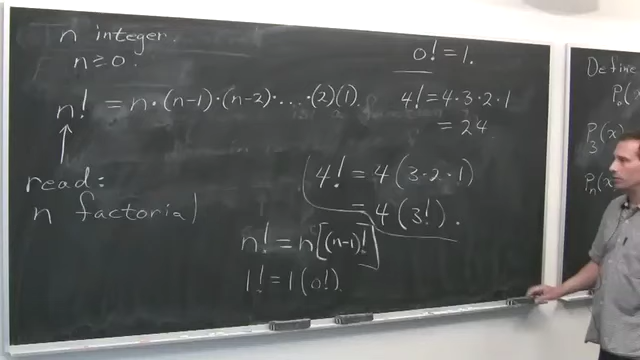 n integer.
n ≥ 0.
n! = n·(n-1)·(n-2)· ... ·(2)(1).
read:
n factorial
0! = 1.
4! = 4·3·2·1
= 24
4! = 4(3·2·1)
= 4(3!).
n! = n[(n-1)!]
1! = 1(0!).
Define
P₀(x
P₃(x)
Pₙ(x)